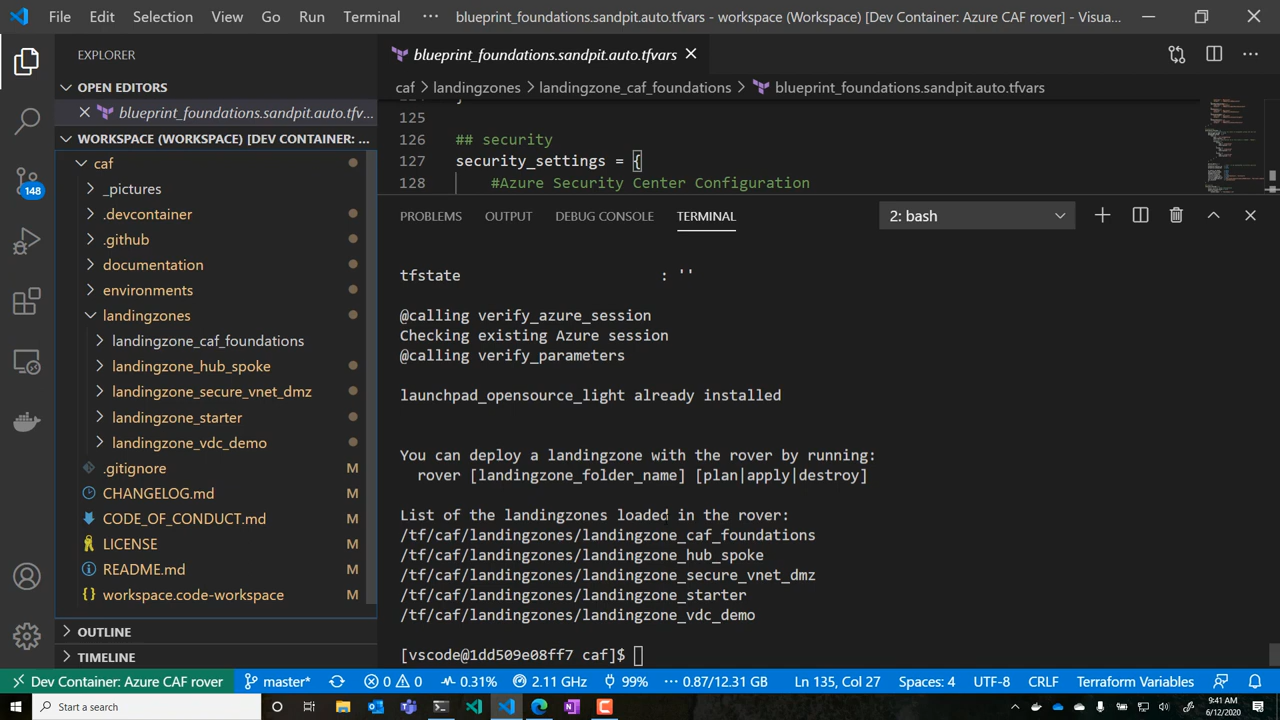 File Edit Selection View Go Run Terminal ··· blueprint_foundations.sandpit.auto.tfvars - workspace (Workspace) [Dev Container: Azure CAF rover] - Visua...
EXPLORER
OPEN EDITORS
blueprint_foundations.sandpit.auto.tfv...
WORKSPACE (WORKSPACE) [DEV CONTAINER: ...
caf
_pictures
.devcontainer
.github
documentation
environments
landingzones
landingzone_caf_foundations
landingzone_hub_spoke
landingzone_secure_vnet_dmz
landingzone_starter
landingzone_vdc_demo
.gitignore M
CHANGELOG.md M
CODE_OF_CONDUCT.md M
LICENSE M
README.md M
workspace.code-workspace M
OUTLINE
TIMELINE
148
blueprint_foundations.sandpit.auto.tfvars
caf > landingzones > landingzone_caf_foundations > blueprint_foundations.sandpit.auto.tfvars
125
126 ## security
127 security_settings = {
128 #Azure Security Center Configuration
PROBLEMS OUTPUT DEBUG CONSOLE TERMINAL 2: bash
tfstate : ''
@calling verify_azure_session
Checking existing Azure session
@calling verify_parameters
launchpad_opensource_light already installed
You can deploy a landingzone with the rover by running:
rover [landingzone_folder_name] [plan|apply|destroy]
List of the landingzones loaded in the rover:
/tf/caf/landingzones/landingzone_caf_foundations
/tf/caf/landingzones/landingzone_hub_spoke
/tf/caf/landingzones/landingzone_secure_vnet_dmz
/tf/caf/landingzones/landingzone_starter
/tf/caf/landingzones/landingzone_vdc_demo
[vscode@1dd509e08ff7 caf]$
Dev Container: Azure CAF rover master* 0 0 0.31% 2.11 GHz 99% ··· 0.87/12.31 GB Ln 135, Col 27 Spaces: 4 UTF-8 CRLF Terraform Variables
Start a search
9:41 AM
6/12/2020